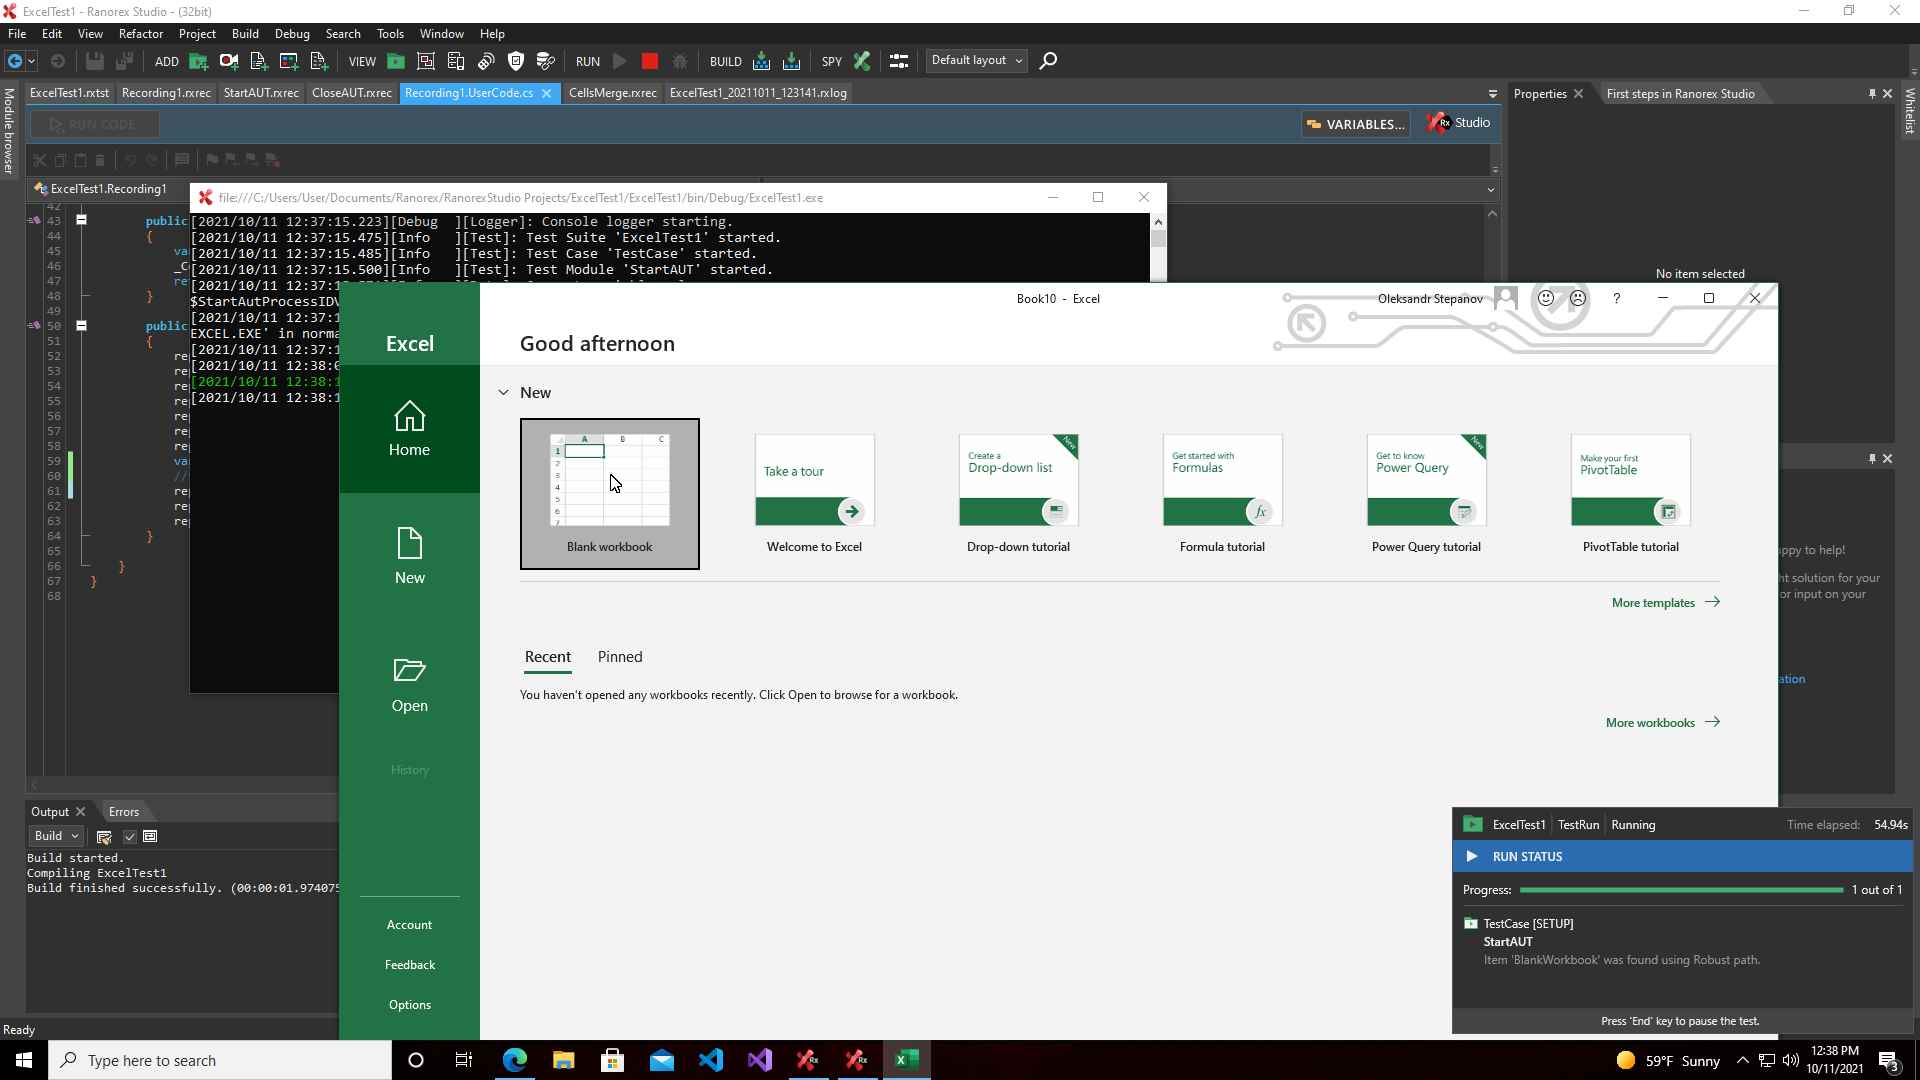 ExcelTest1 - Ranorex Studio - (32bit)
File Edit View Refactor Project Build Debug Search Tools Window Help
ADD VIEW RUN BUILD SPY Default layout
Module browser
ExcelTest1.rxtst Recording1.rxrec StartAUT.rxrec CloseAUT.rxrec Recording1.UserCode.cs CellsMerge.rxrec ExcelTest1_20211011_123141.rxlog
Properties First steps in Ranorex Studio
Whitelist
RUN CODE
VARIABLES...
Rx Studio
ExcelTest1.Recording1
No item selected
file:///C:/Users/User/Documents/Ranorex/RanorexStudio Projects/ExcelTest1/ExcelTest1/bin/Debug/ExcelTest1.exe
[2021/10/11 12:37:15.223][Debug ][Logger]: Console logger starting.
[2021/10/11 12:37:15.475][Info ][Test]: Test Suite 'ExcelTest1' started.
[2021/10/11 12:37:15.485][Info ][Test]: Test Case 'TestCase' started.
[2021/10/11 12:37:15.500][Info ][Test]: Test Module 'StartAUT' started.
$StartAutProcessIDV
[2021/10/11 12:37:1
EXCEL.EXE' in norma
[2021/10/11 12:37:1
[2021/10/11 12:38:0
[2021/10/11 12:38:1
[2021/10/11 12:38:1
42
43 public
44 {
45 va
46 _C
47 re
48 }
49
50 public
51 {
52 re
53 re
54 re
55 re
56 re
57 re
58 re
59 va
60 //
61 re
62 re
63 re
64 }
65
66 }
67 }
68
Book10 - Excel
Oleksandr Stepanov
?
Excel
Home
New
Open
History
Account
Feedback
Options
Good afternoon
New
A B C
1
2
3
4
5
6
7
Blank workbook
Take a tour
Welcome to Excel
Create a
Drop-down list
New
Drop-down tutorial
Get started with
Formulas
fx
Formula tutorial
Get to know
Power Query
New
Power Query tutorial
Make your first
PivotTable
PivotTable tutorial
More templates
Recent Pinned
You haven't opened any workbooks recently. Click Open to browse for a workbook.
More workbooks
ppy to help!
ht solution for your
or input on your
ation
Output Errors
Build
Build started.
Compiling ExcelTest1
Build finished successfully. (00:00:01.974075
Ready
ExcelTest1 TestRun Running Time elapsed: 54.94s
RUN STATUS
Progress: 1 out of 1
TestCase [SETUP]
StartAUT
Item 'BlankWorkbook' was found using Robust path.
Press 'End' key to pause the test.
Type here to search
59°F Sunny
12:38 PM
10/11/2021
3